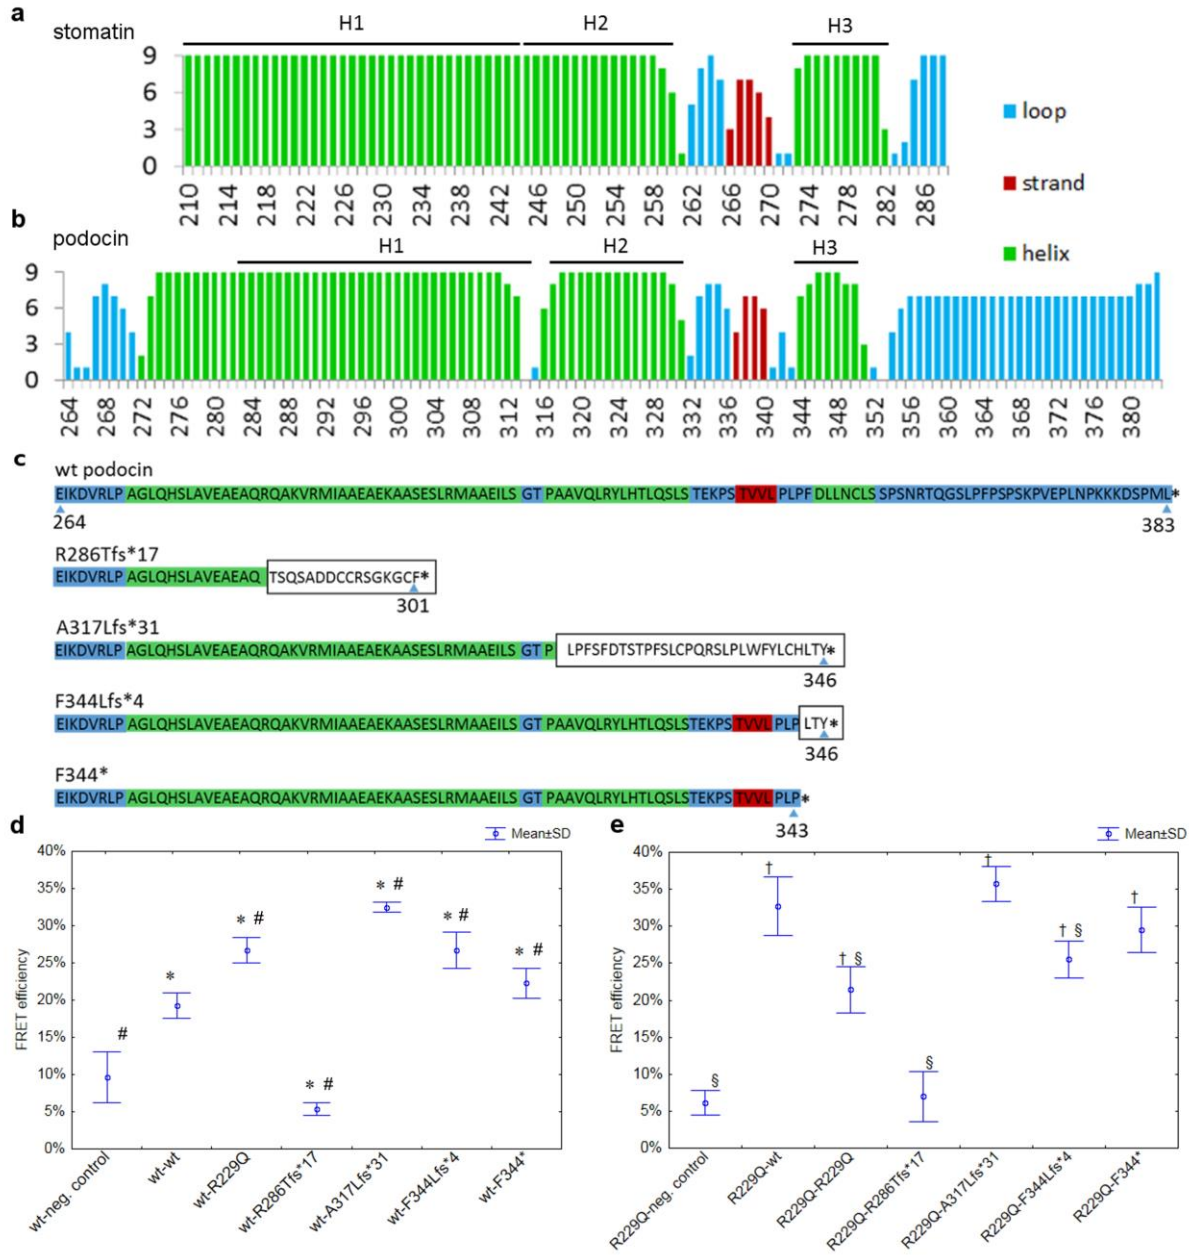 a
stomatin
H1 H2 H3
9
6
3
0
210 214 218 222 226 230 234 238 242 246 250 254 258 262 266 270 274 278 282 286
loop
strand
helix
b
podocin
H1 H2 H3
9
6
3
0
264 268 272 276 280 284 288 292 296 300 304 308 312 316 320 324 328 332 336 340 344 348 352 356 360 364 368 372 376 380
c
wt podocin
EIKDVRLP AGLQHSLAVEAEAQRQAKVRMIAAEAEKAASESLRMAAEILS GT PAAVQLRYLHTLQSLS TEKPS TVVL PLPF DLLNCLS SPSNRTQGSLPFPSPSKPVEPLNPKKKDSPML*
264 383
R286Tfs*17
EIKDVRLP AGLQHSLAVEAEAQ TSQSADDCCRSGKGCF*
301
A317Lfs*31
EIKDVRLP AGLQHSLAVEAEAQRQAKVRMIAAEAEKAASESLRMAAEILS GT P LPFSFDTSTPFSLCPQRSLPLWFYLCHLTY*
346
F344Lfs*4
EIKDVRLP AGLQHSLAVEAEAQRQAKVRMIAAEAEKAASESLRMAAEILS GT PAAVQLRYLHTLQSLSTEKPS TVVL PLP LTY*
346
F344*
EIKDVRLP AGLQHSLAVEAEAQRQAKVRMIAAEAEKAASESLRMAAEILS GT PAAVQLRYLHTLQSLSTEKPS TVVL PLP*
343
d
Mean±SD
FRET efficiency
40%
35%
30%
25%
20%
15%
10%
5%
0%
#
*
* #
* #
* #
* #
* #
wt-neg. control
wt-wt
wt-R229Q
wt-R286Tfs*17
wt-A317Lfs*31
wt-F344Lfs*4
wt-F344*
e
Mean±SD
FRET efficiency
40%
35%
30%
25%
20%
15%
10%
5%
0%
§
†
† §
§
†
† §
†
R229Q-neg. control
R229Q-wt
R229Q-R229Q
R229Q-R286Tfs*17
R229Q-A317Lfs*31
R229Q-F344Lfs*4
R229Q-F344*